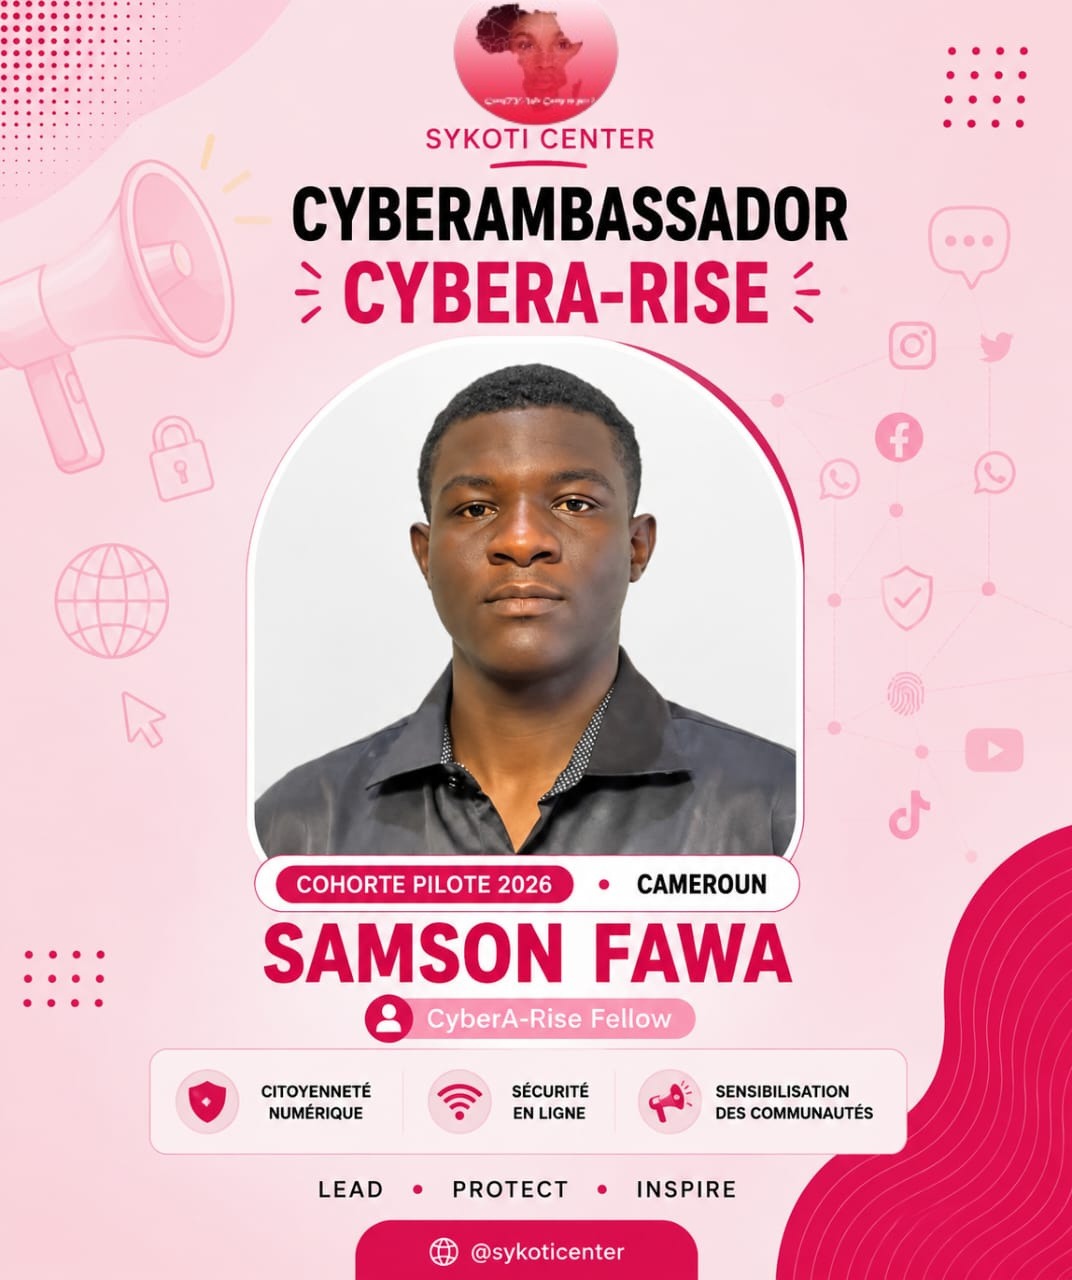 SYKOTI CENTER
CYBERAMBASSADOR
CYBERA-RISE
COHORTE PILOTE 2026 • CAMEROUN
SAMSON FAWA
CyberA-Rise Fellow
CITOYENNETÉ
NUMÉRIQUE
SÉCURITÉ
EN LIGNE
SENSIBILISATION
DES COMMUNAUTÉS
LEAD • PROTECT • INSPIRE
@sykoticenter